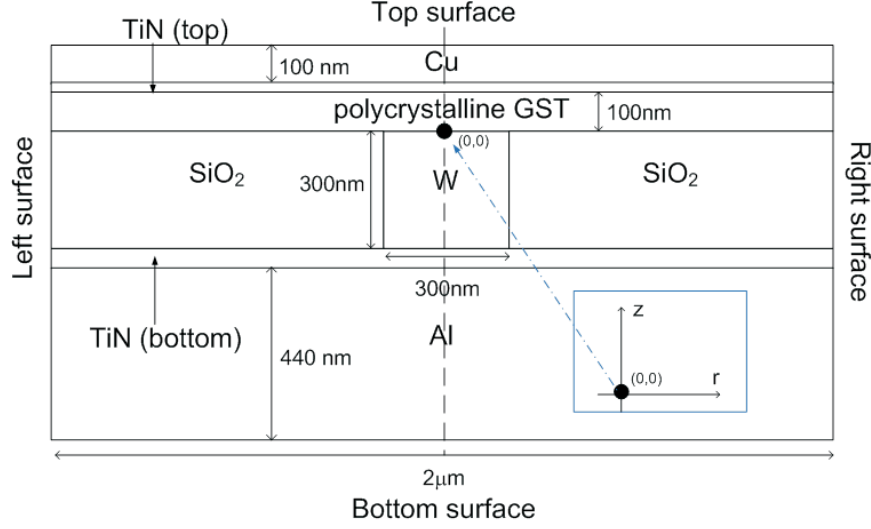 Top surface
TiN (top)
Cu
100 nm
polycrystalline GST
100nm
(0,0)
SiO₂
W
SiO₂
300nm
Left surface
Right surface
300nm
TiN (bottom)
Al
440 nm
z
(0,0)
r
2μm
Bottom surface